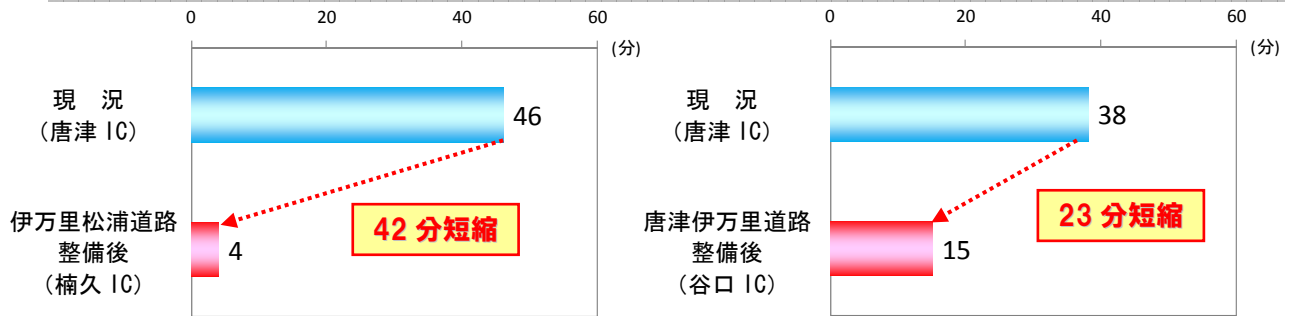 0 20 40 60
(分)
現 況
(唐津 IC)
46
伊万里松浦道路
整備後
(楠久 IC)
4
42 分短縮
0 20 40 60
(分)
現 況
(唐津 IC)
38
唐津伊万里道路
整備後
(谷口 IC)
15
23 分短縮